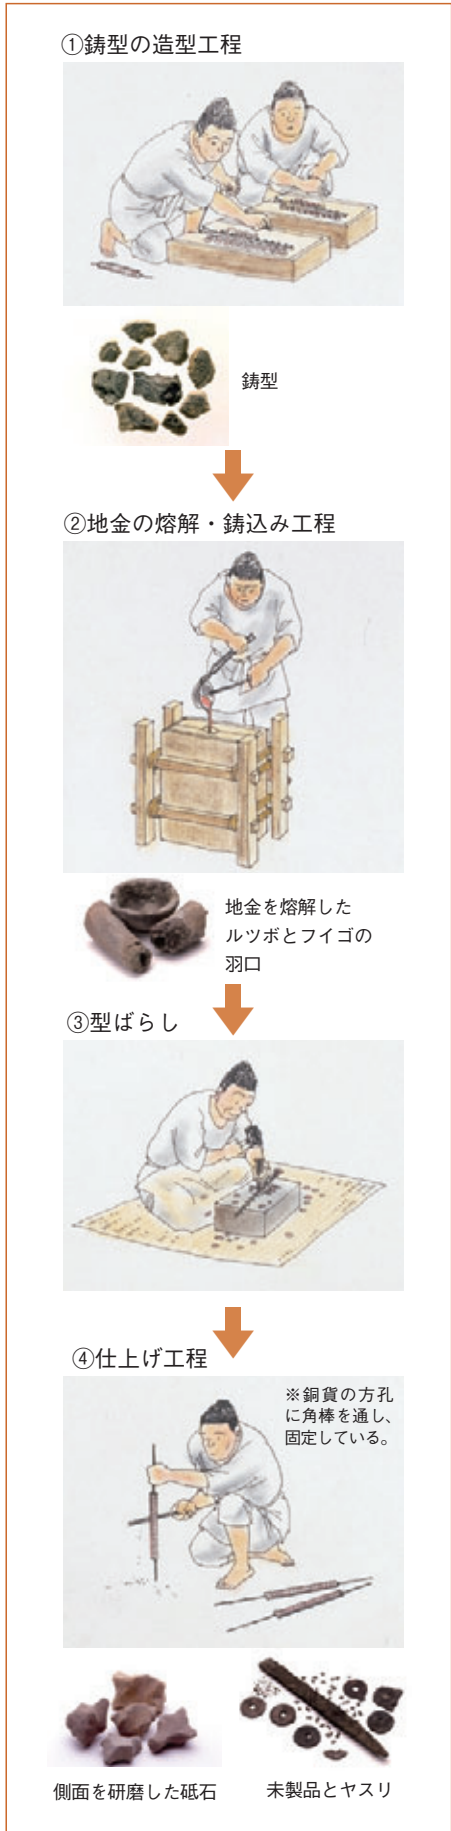 ①鋳型の造型工程
鋳型
②地金の熔解・鋳込み工程
地金を熔解した
ルツボとフイゴの
羽口
③型ばらし
④仕上げ工程
※銅貨の方孔
に角棒を通し、
固定している。
側面を研磨した砥石
未製品とヤスリ